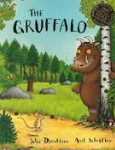 THE
GRUFFALO
Julia Donaldson Axel Scheffler